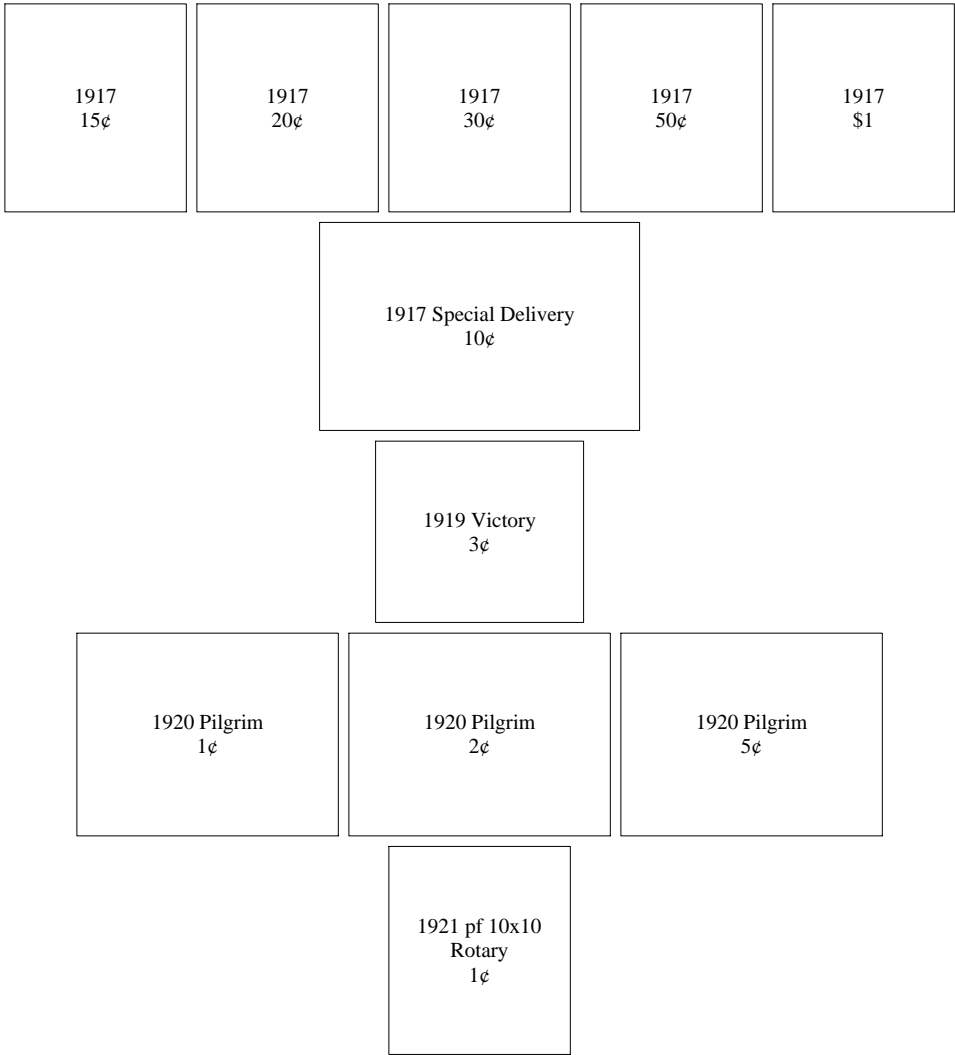 1917
15¢
1917
20¢
1917
30¢
1917
50¢
1917
$1
1917 Special Delivery
10¢
1919 Victory
3¢
1920 Pilgrim
1¢
1920 Pilgrim
2¢
1920 Pilgrim
5¢
1921 pf 10x10
Rotary
1¢